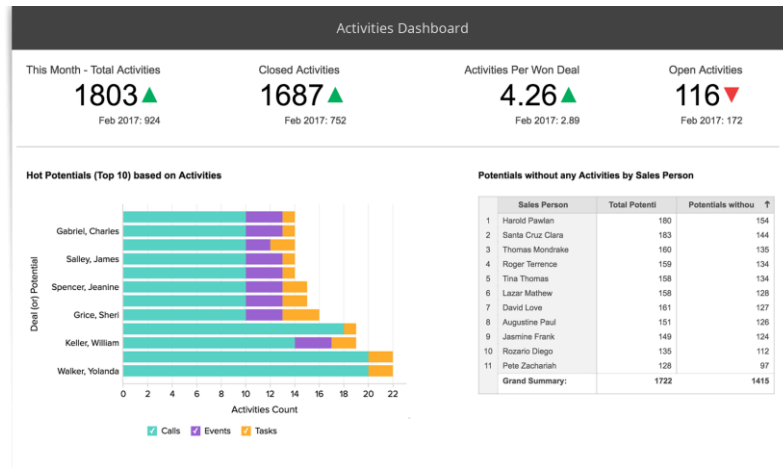 Activities Dashboard
This Month - Total Activities
1803
Feb 2017: 924
Closed Activities
1687
Feb 2017: 752
Activities Per Won Deal
4.26
Feb 2017: 2.89
Open Activities
116
Feb 2017: 172
Hot Potentials (Top 10) based on Activities
Deal (or) Potential
Gabriel, Charles
Salley, James
Spencer, Jeanine
Grice, Sheri
Keller, William
Walker, Yolanda
0 2 4 6 8 10 12 14 16 18 20 22
Activities Count
Calls Events Tasks
Potentials without any Activities by Sales Person
Sales Person Total Potenti Potentials withou
1 Harold Pawlan 180 154
2 Santa Cruz Clara 183 144
3 Thomas Mondrake 160 135
4 Roger Terrence 159 134
5 Tina Thomas 158 134
6 Lazar Mathew 158 128
7 David Love 161 127
8 Augustine Paul 151 126
9 Jasmine Frank 149 124
10 Rozario Diego 135 112
11 Pete Zachariah 128 97
Grand Summary: 1722 1415